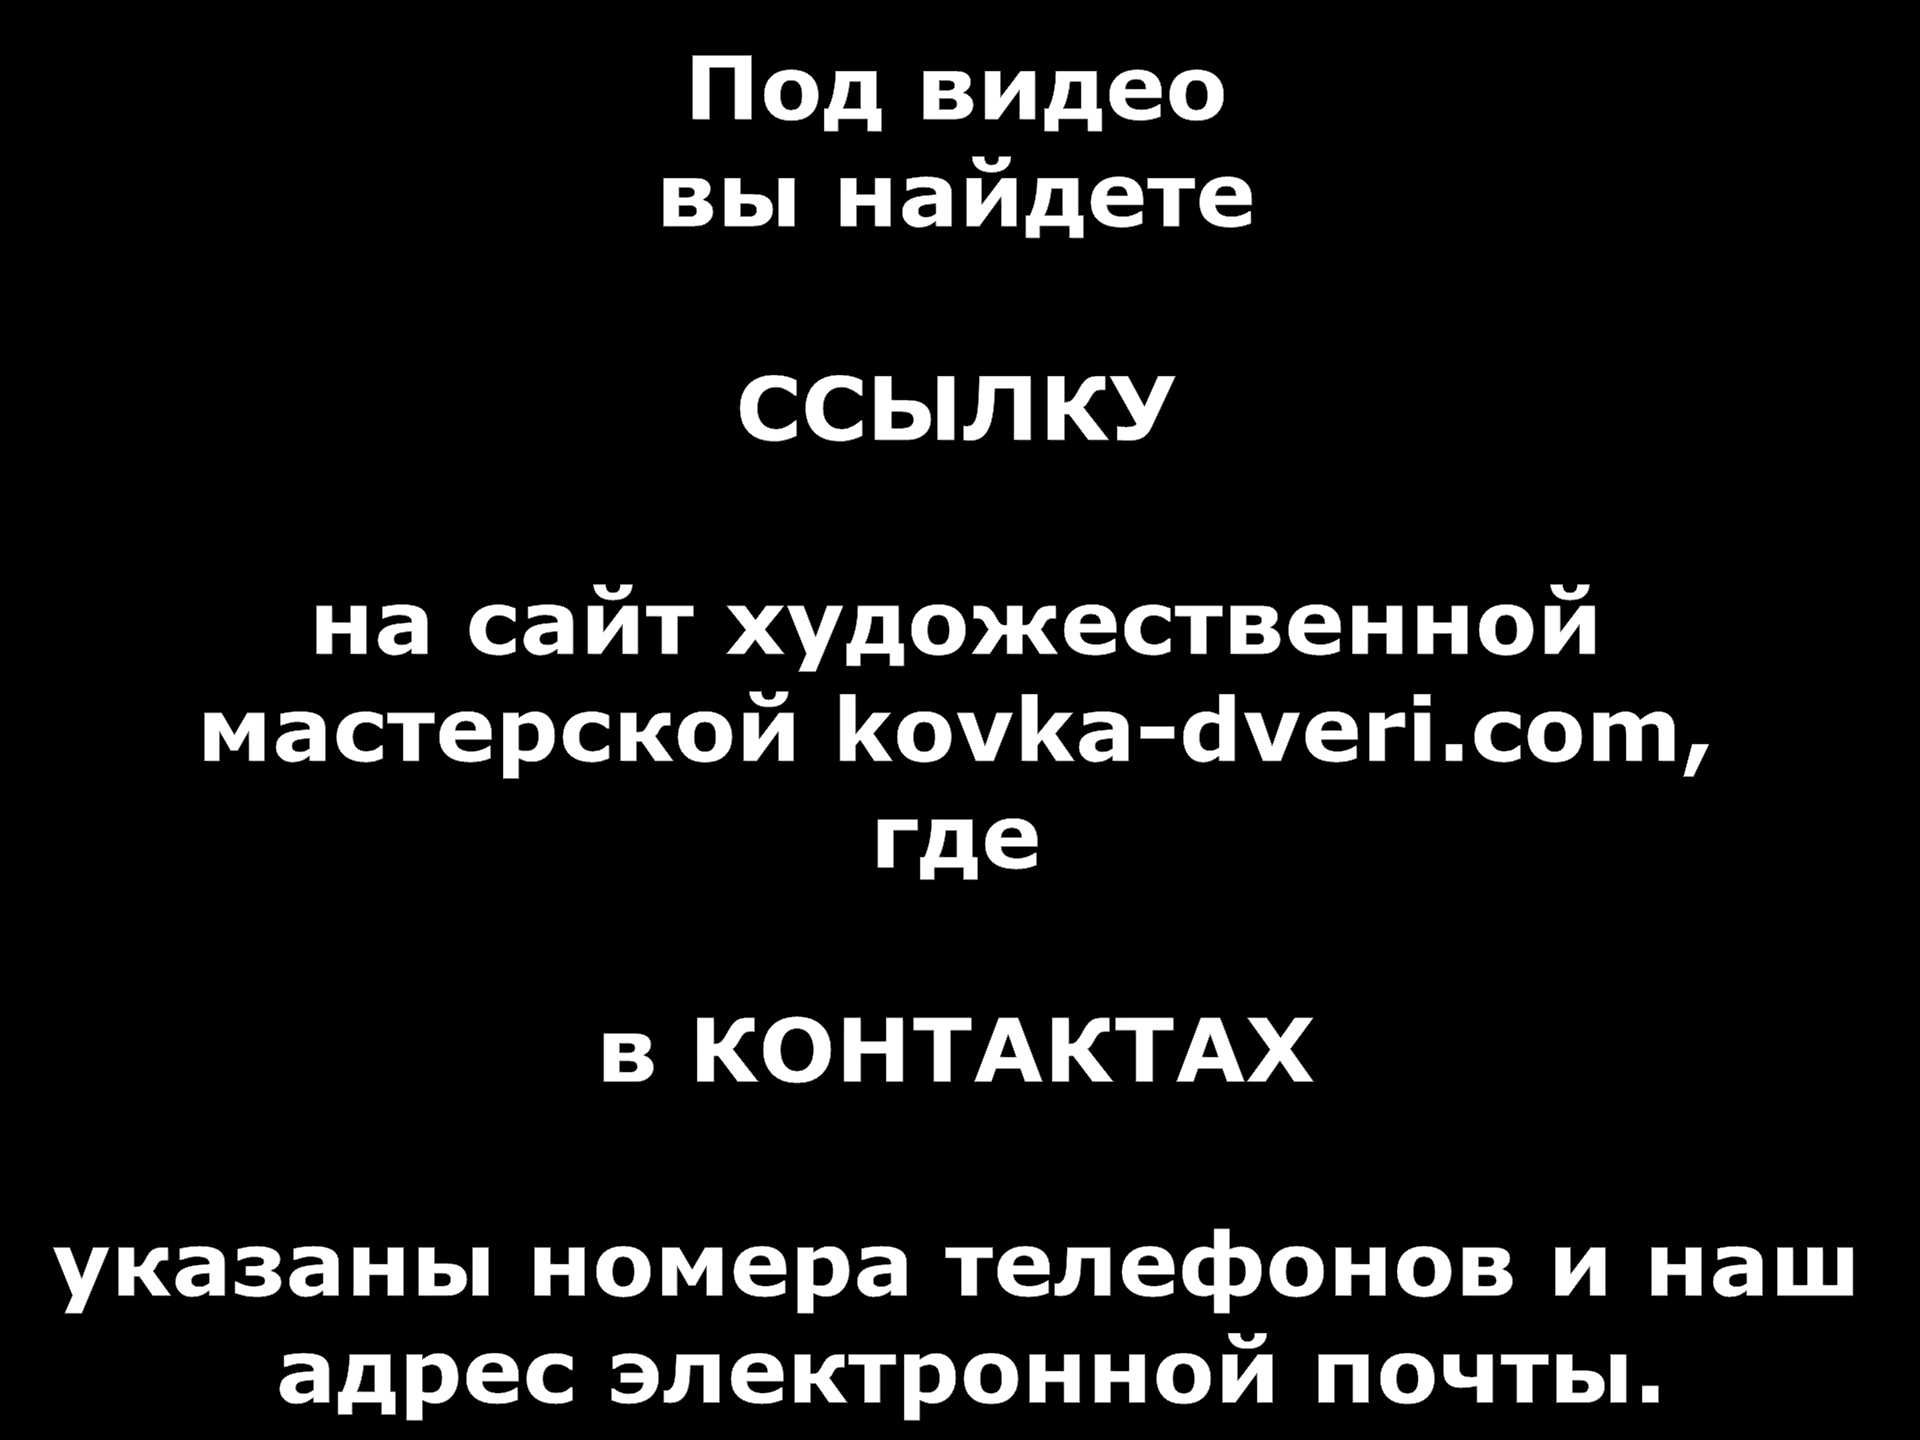 Под видео
вы найдете
ССЫЛКУ
на сайт художественной
мастерской kovka-dveri.com,
где
в КОНТАКТАХ
указаны номера телефонов и наш
адрес электронной почты.